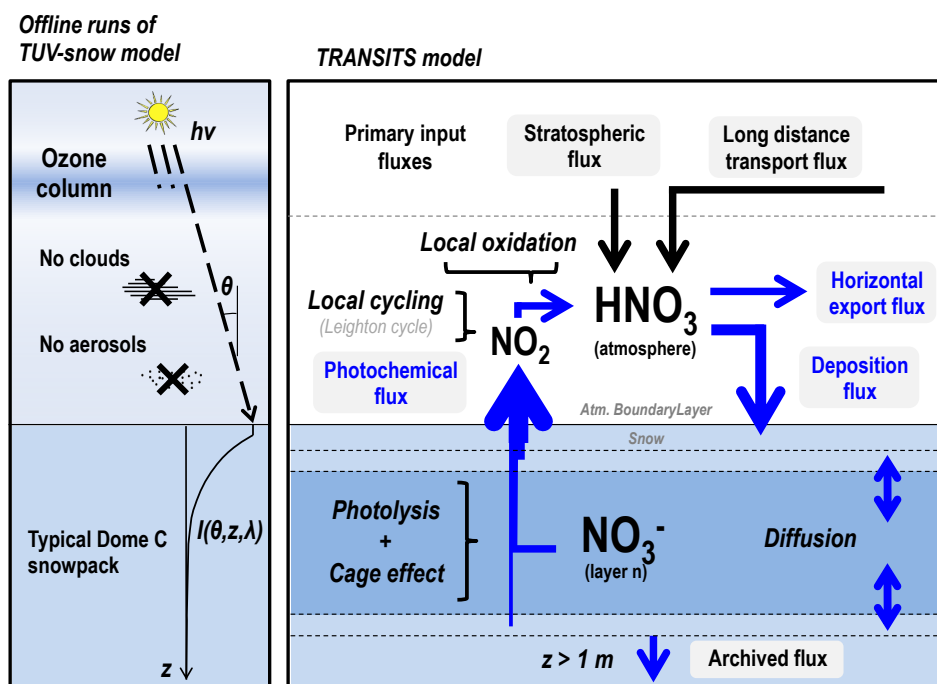 Offline runs of
TUV-snow model
hν
Ozone
column
No clouds
θ
No aerosols
I(θ,z,λ)
Typical Dome C
snowpack
z
TRANSITS model
Primary input
fluxes
Stratospheric
flux
Long distance
transport flux
Local oxidation
Local cycling
(Leighton cycle)
NO2
HNO3
(atmosphere)
Horizontal
export flux
Photochemical
flux
Deposition
flux
Atm. BoundaryLayer
Snow
Photolysis
+
Cage effect
NO3-
(layer n)
Diffusion
z > 1 m
Archived flux